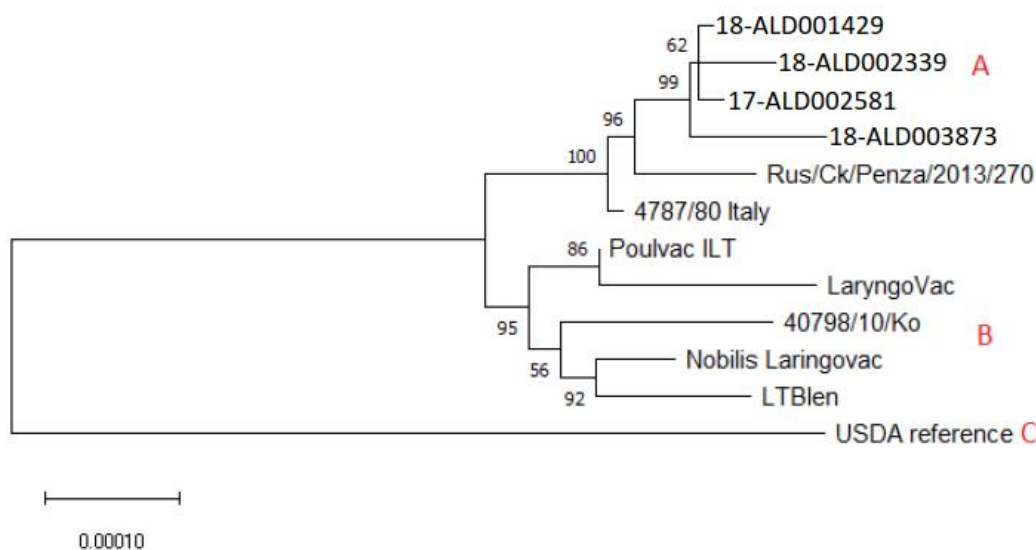 18-ALD001429
62
18-ALD002339 A
99
17-ALD002581
96
18-ALD003873
100
Rus/Ck/Penza/2013/270
4787/80 Italy
86
Poulvac ILT
LaryngoVac
95
40798/10/Ko B
56
Nobilis Laringovac
92
LTBlen
USDA reference C
0.00010